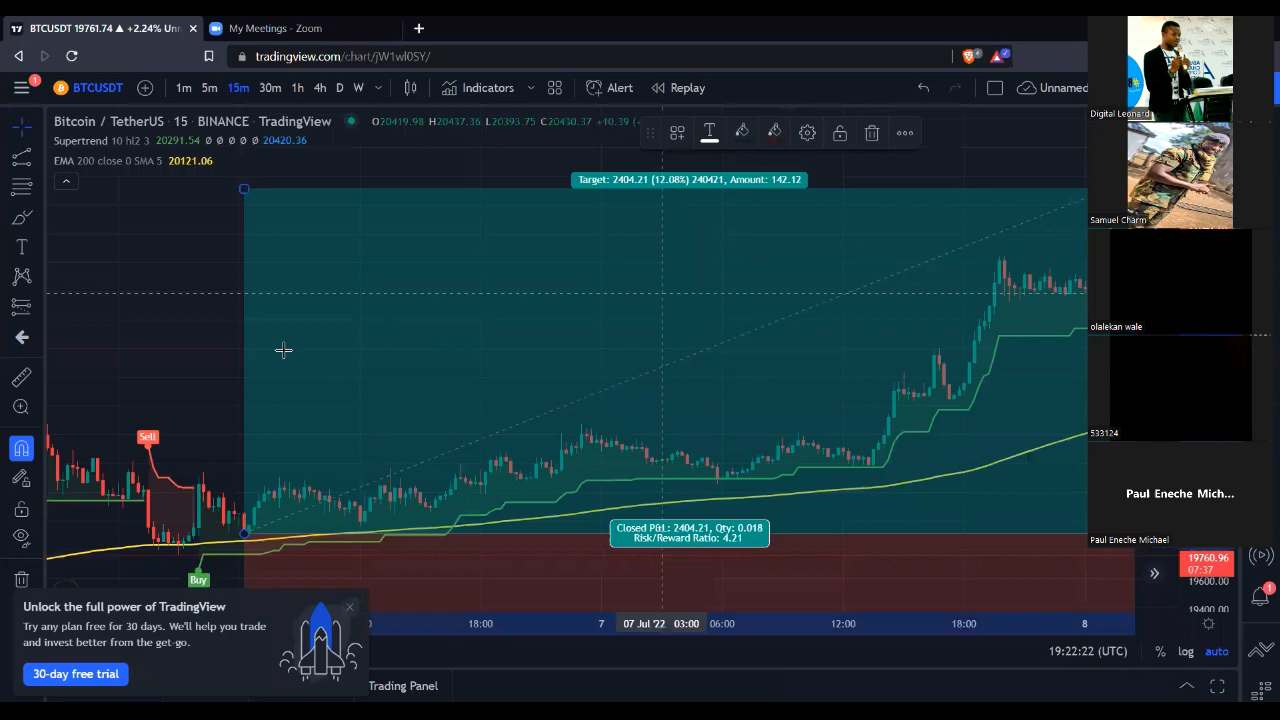 BTCUSDT 19761.74 ▲ +2.24% Unn
My Meetings - Zoom
tradingview.com/chart/jW1wl0SY/
BTCUSDT
1m 5m 15m 30m 1h 4h D W
Indicators
Alert
Replay
Unnamed
Bitcoin / TetherUS · 15 · BINANCE · TradingView
O20419.98 H20437.36 L20393.75 C20430.37 +10.39
Supertrend 10 hl2 3 20291.54 ∅ ∅ ∅ ∅ ∅ 20420.36
EMA 200 close 0 SMA 5 20121.06
Target: 2404.21 (12.08%) 240421, Amount: 142.12
Digital Leonard
Samuel Charm
olalekan wale
533124
Paul Eneche Mich...
Paul Eneche Michael
Sell
Buy
Closed P&L: 2404.21, Qty: 0.018
Risk/Reward Ratio: 4.21
19760.96
07:37
19600.00
19400.00
Unlock the full power of TradingView
Try any plan free for 30 days. We'll help you trade
and invest better from the get-go.
30-day free trial
18:00
7
07 Jul '22 03:00
06:00
12:00
18:00
8
19:22:22 (UTC)
%
log
auto
Trading Panel